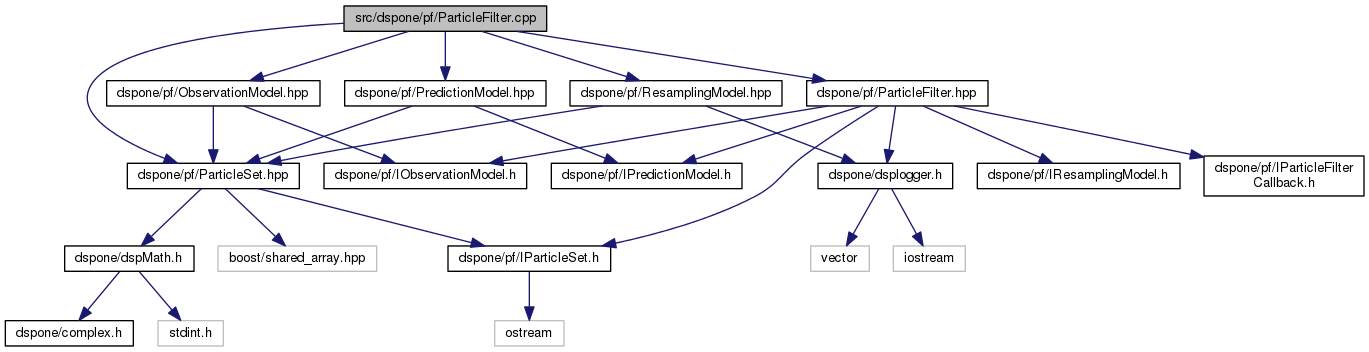 src/dspone/pf/ParticleFilter.cpp
dspone/pf/ObservationModel.hpp
dspone/pf/PredictionModel.hpp
dspone/pf/ResamplingModel.hpp
dspone/pf/ParticleFilter.hpp
dspone/pf/ParticleSet.hpp
dspone/pf/IObservationModel.h
dspone/pf/IPredictionModel.h
dspone/dsplogger.h
dspone/pf/IResamplingModel.h
dspone/pf/IParticleFilter
Callback.h
dspone/dspMath.h
boost/shared_array.hpp
dspone/pf/IParticleSet.h
vector
iostream
dspone/complex.h
stdint.h
ostream